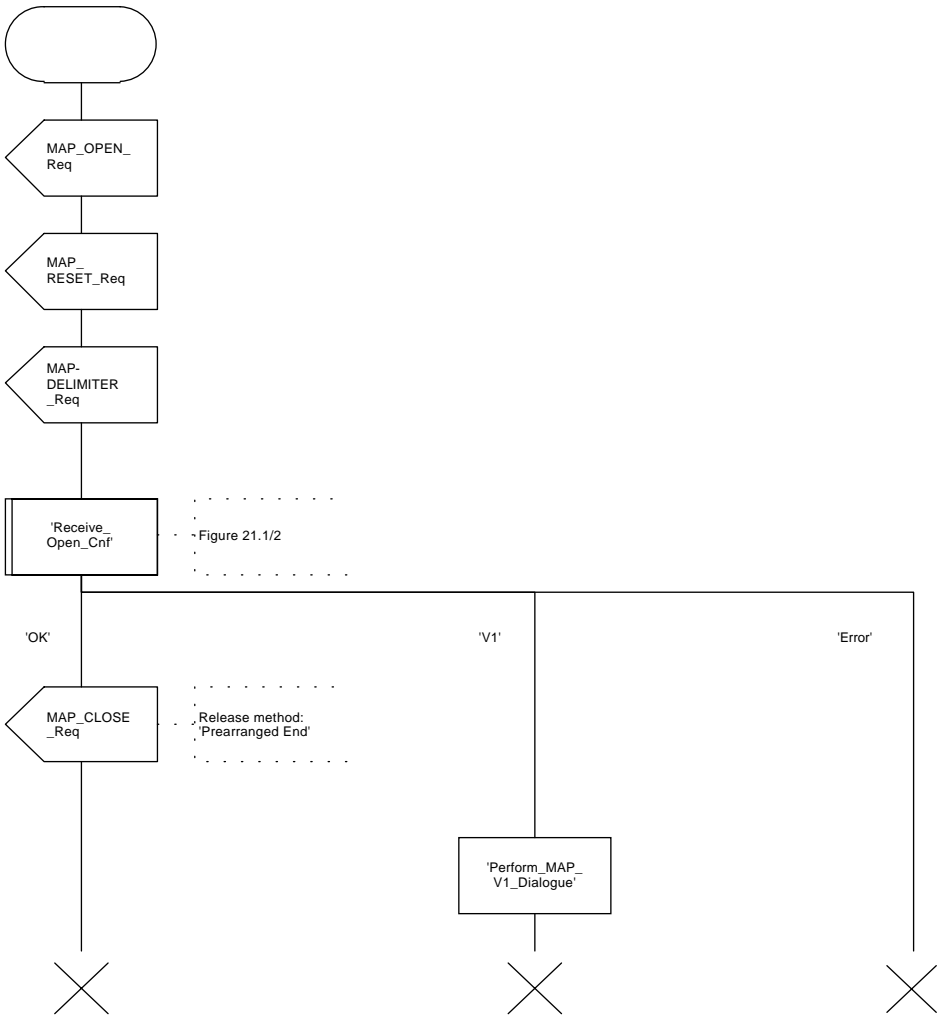 MAP_OPEN_
Req
MAP_
RESET_Req
MAP-
DELIMITER
_Req
'Receive_
Open_Cnf'
Figure 21.1/2
'OK'
'V1'
'Error'
MAP_CLOSE
_Req
Release method:
'Prearranged End'
'Perform_MAP_
V1_Dialogue'